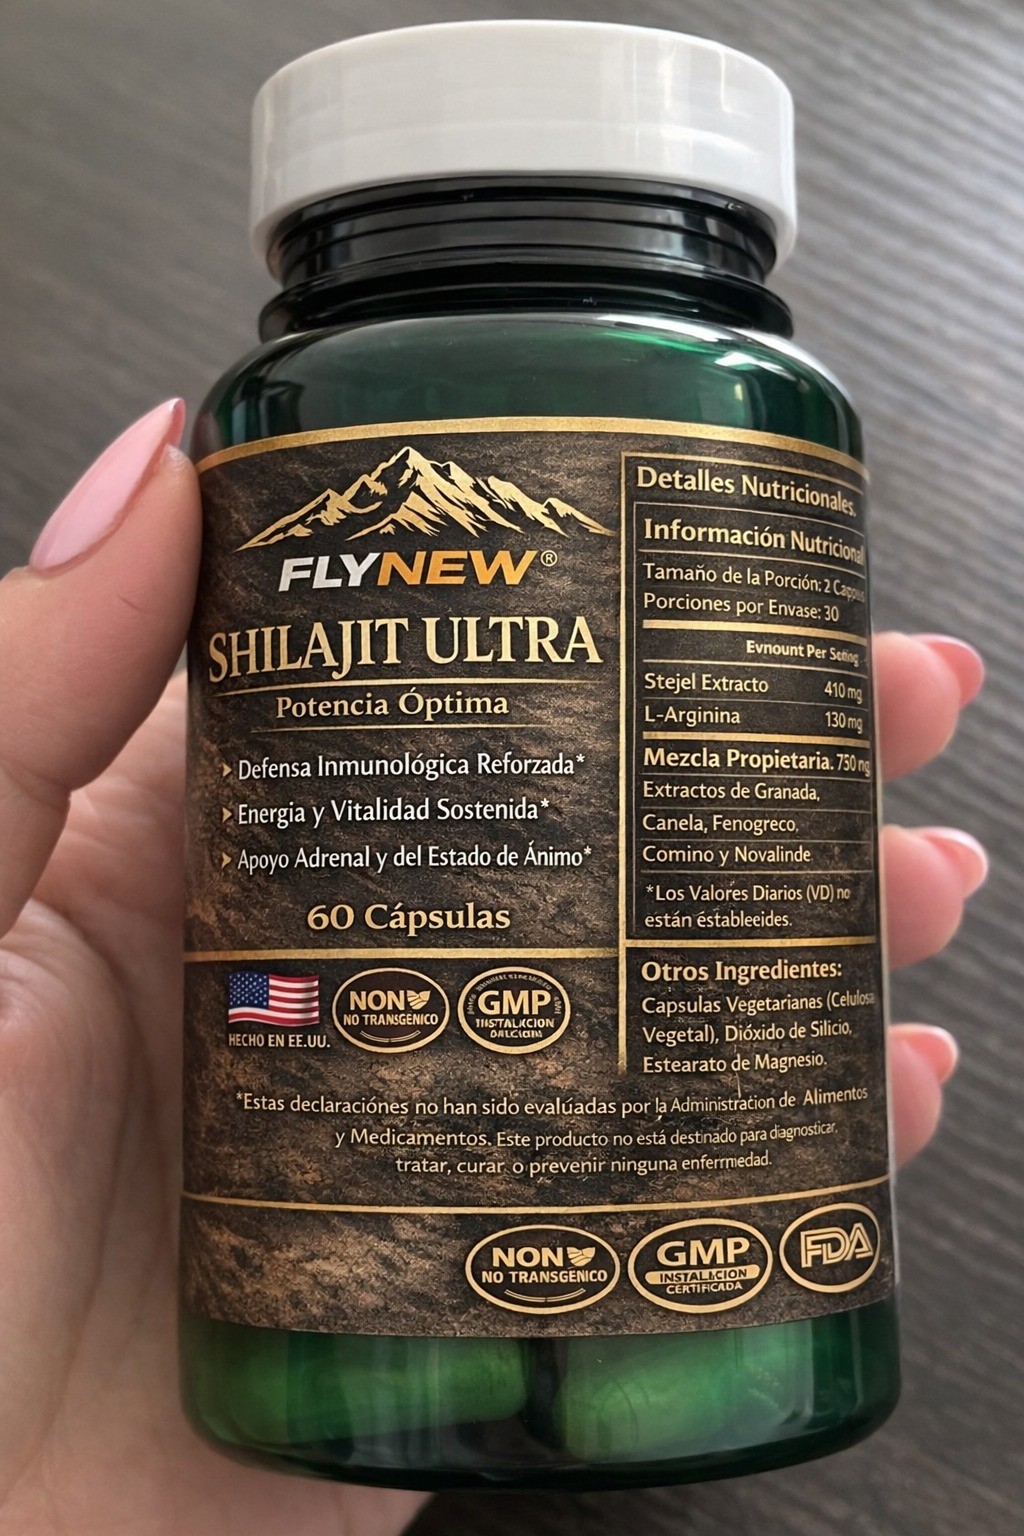 FLYNEW®
SHILAJIT ULTRA
Potencia Óptima
Defensa Inmunológica Reforzada*
Energia y Vitalidad Sostenida*
Apoyo Adrenal y del Estado de Ánimo*
60 Cápsulas
HECHO EN EE.UU.
NON
NO TRANSGÉNICO
GMP
Detalles Nutricionales.
Información Nutricional
Tamaño de la Porción: 2
Porciones por Envase: 30
Evnount Per
Stejel Extracto 410 mg
L-Arginina 130 mg
Mezcla Propietaria. 750 ng
Extractos de Granada,
Canela, Fenogreco,
Comino y Novalinde
*Los Valores Diarios (VD) no
están éstableeides.
Otros Ingredientes:
Capsulas Vegetarianas (Celulosa
Vegetal), Dióxido de Silicio,
Estearato de Magnesio.
*Estas declaraciónes no han sido evalúadas por la Administration de Alimentos
y Medicamentos. Este producto no está destinado para diagnosticar,
tratar, curar o prevenir ninguna enfermedad.
NON
NO TRANSGÉNICO
GMP
INSTALACION
CERTIFICADA
FDA